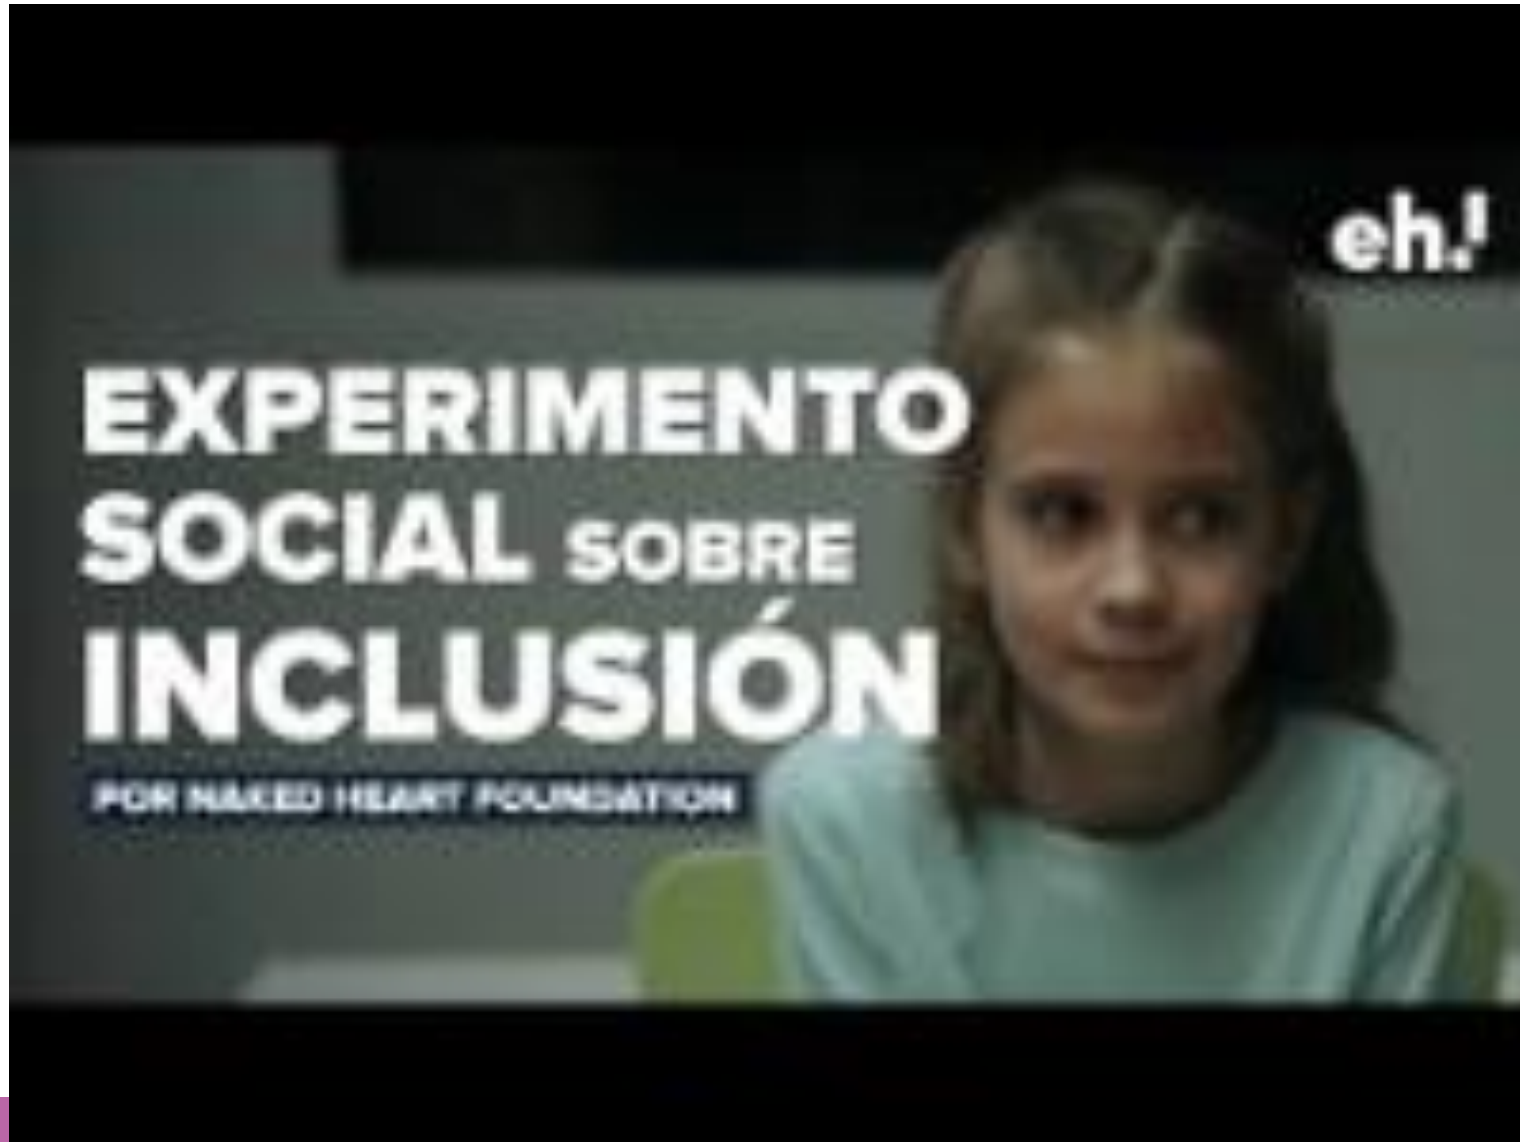 eh!
EXPERIMENTO
SOCIAL SOBRE
INCLUSIÓN
POR NAKED HEART FOUNDATION